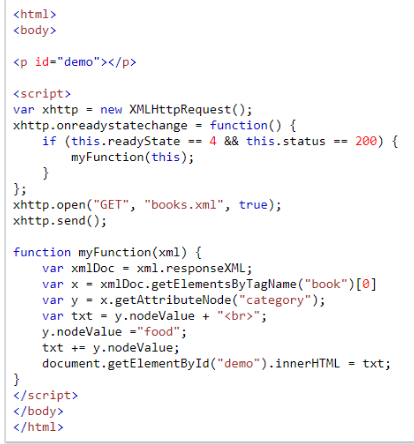 <html>
<body>
<p id="demo"></p>
<script>
var xhttp = new XMLHttpRequest();
xhttp.onreadystatechange = function() {
    if (this.readyState == 4 && this.status == 200) {
        myFunction(this);
    }
};
xhttp.open("GET", "books.xml", true);
xhttp.send();
function myFunction(xml) {
    var xmlDoc = xml.responseXML;
    var x = xmlDoc.getElementsByTagName("book")[0]
    var y = x.getAttributeNode("category");
    var txt = y.nodeValue + "<br>";
    y.nodeValue ="food";
    txt += y.nodeValue;
    document.getElementById("demo").innerHTML = txt;
}
</script>
</body>
</html>